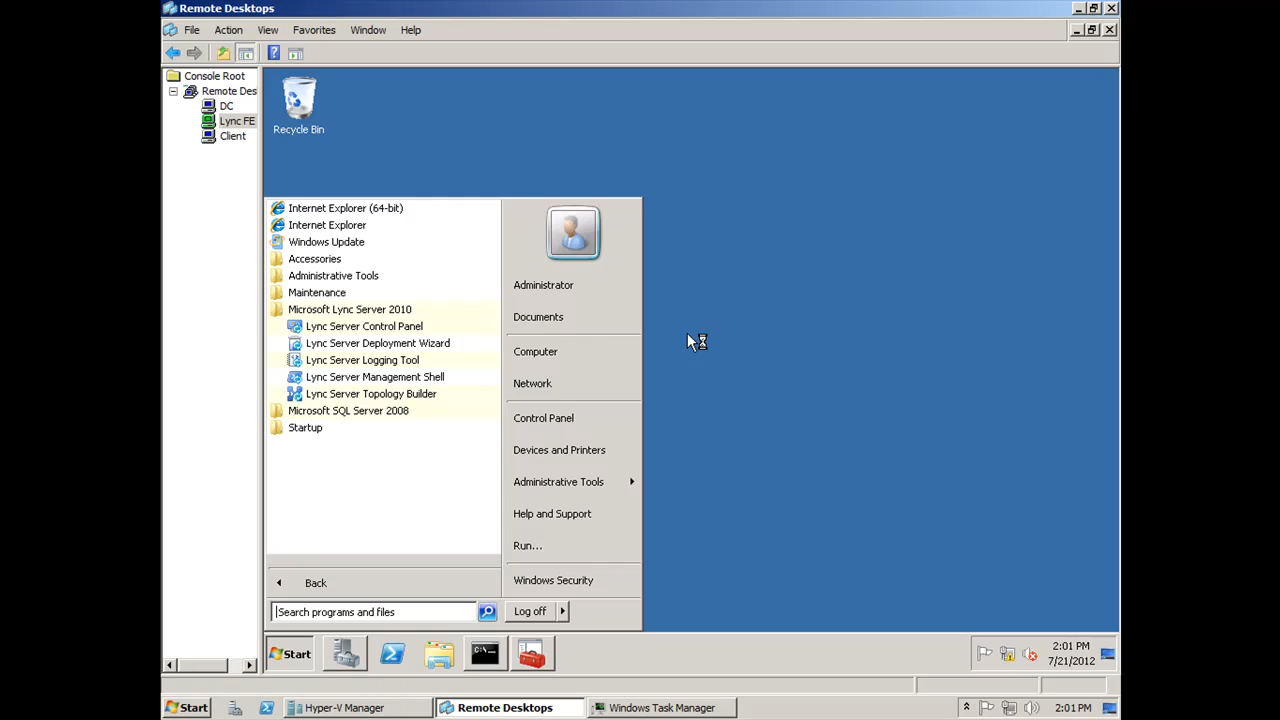 Remote Desktops
File Action View Favorites Window Help
Console Root
Remote Des
DC
Lync FE
Client
Recycle Bin
Internet Explorer (64-bit)
Internet Explorer
Windows Update
Accessories
Administrative Tools
Maintenance
Microsoft Lync Server 2010
Lync Server Control Panel
Lync Server Deployment Wizard
Lync Server Logging Tool
Lync Server Management Shell
Lync Server Topology Builder
Microsoft SQL Server 2008
Startup
Back
Search programs and files
Administrator
Documents
Computer
Network
Control Panel
Devices and Printers
Administrative Tools
Help and Support
Run...
Windows Security
Log off
Start
C:\.
2:01 PM
7/21/2012
Start Hyper-V Manager Remote Desktops Windows Task Manager 2:01 PM